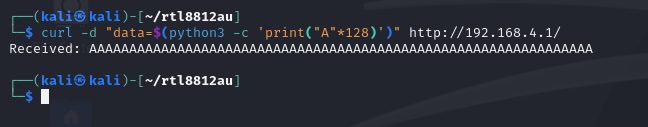 ┌──(kali㉿kali)-[~/rtl8812au]
└─$ curl -d "data=$(python3 -c 'print("A"*128)')" http://192.168.4.1/
Received: AAAAAAAAAAAAAAAAAAAAAAAAAAAAAAAAAAAAAAAAAAAAAAAAAAAAAAAAAAAAAAA
┌──(kali㉿kali)-[~/rtl8812au]
└─$